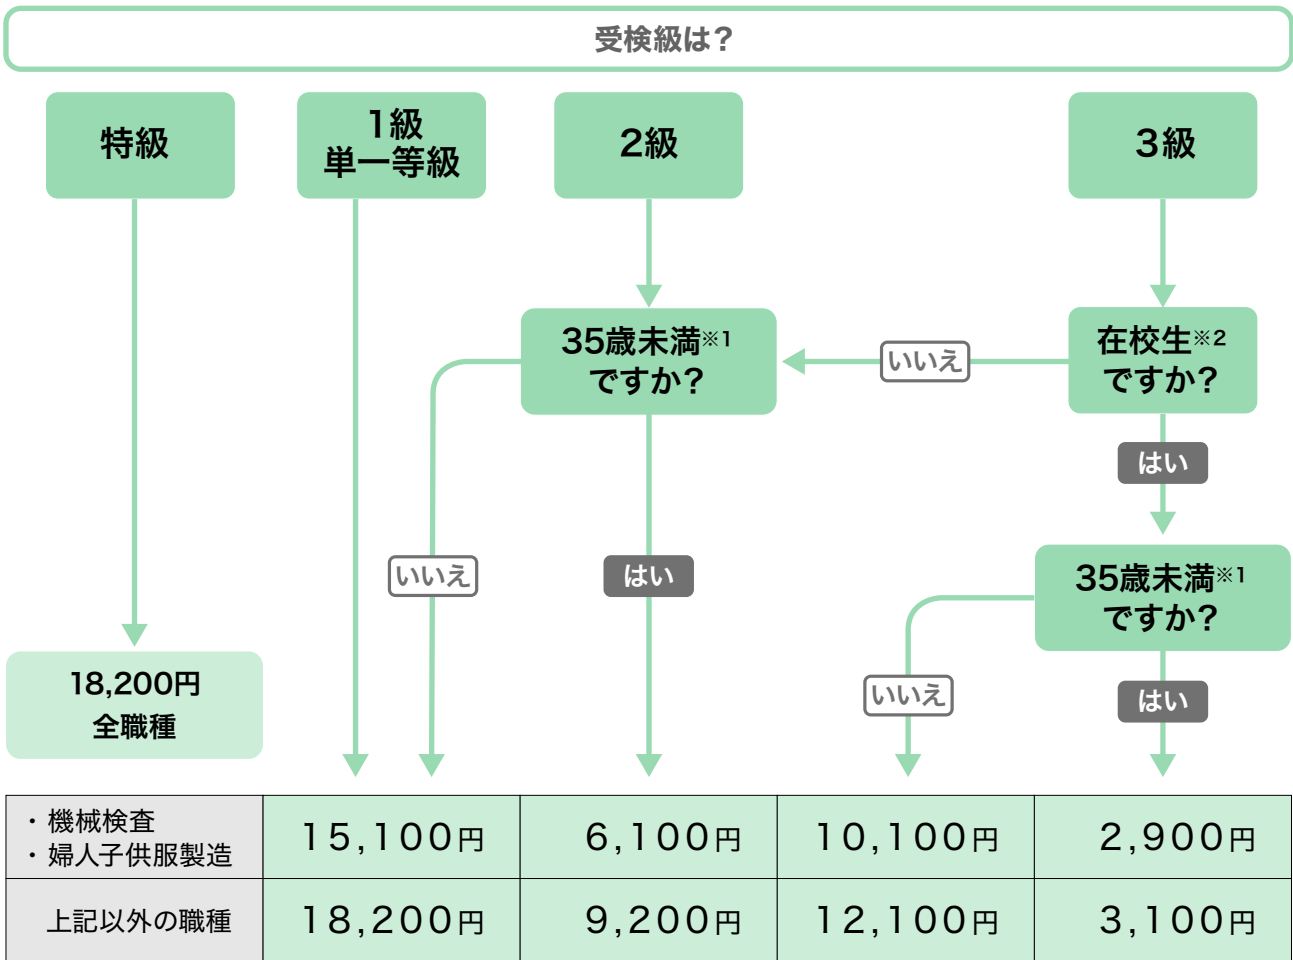 受検級は？
特級
1級
単一等級
2級
3級
35歳未満※1
ですか？
いいえ
在校生※2
ですか？
はい
いいえ
はい
35歳未満※1
ですか？
いいえ
はい
18,200円
全職種
・機械検査
・婦人子供服製造
15,100円
6,100円
10,100円
2,900円
上記以外の職種
18,200円
9,200円
12,100円
3,100円